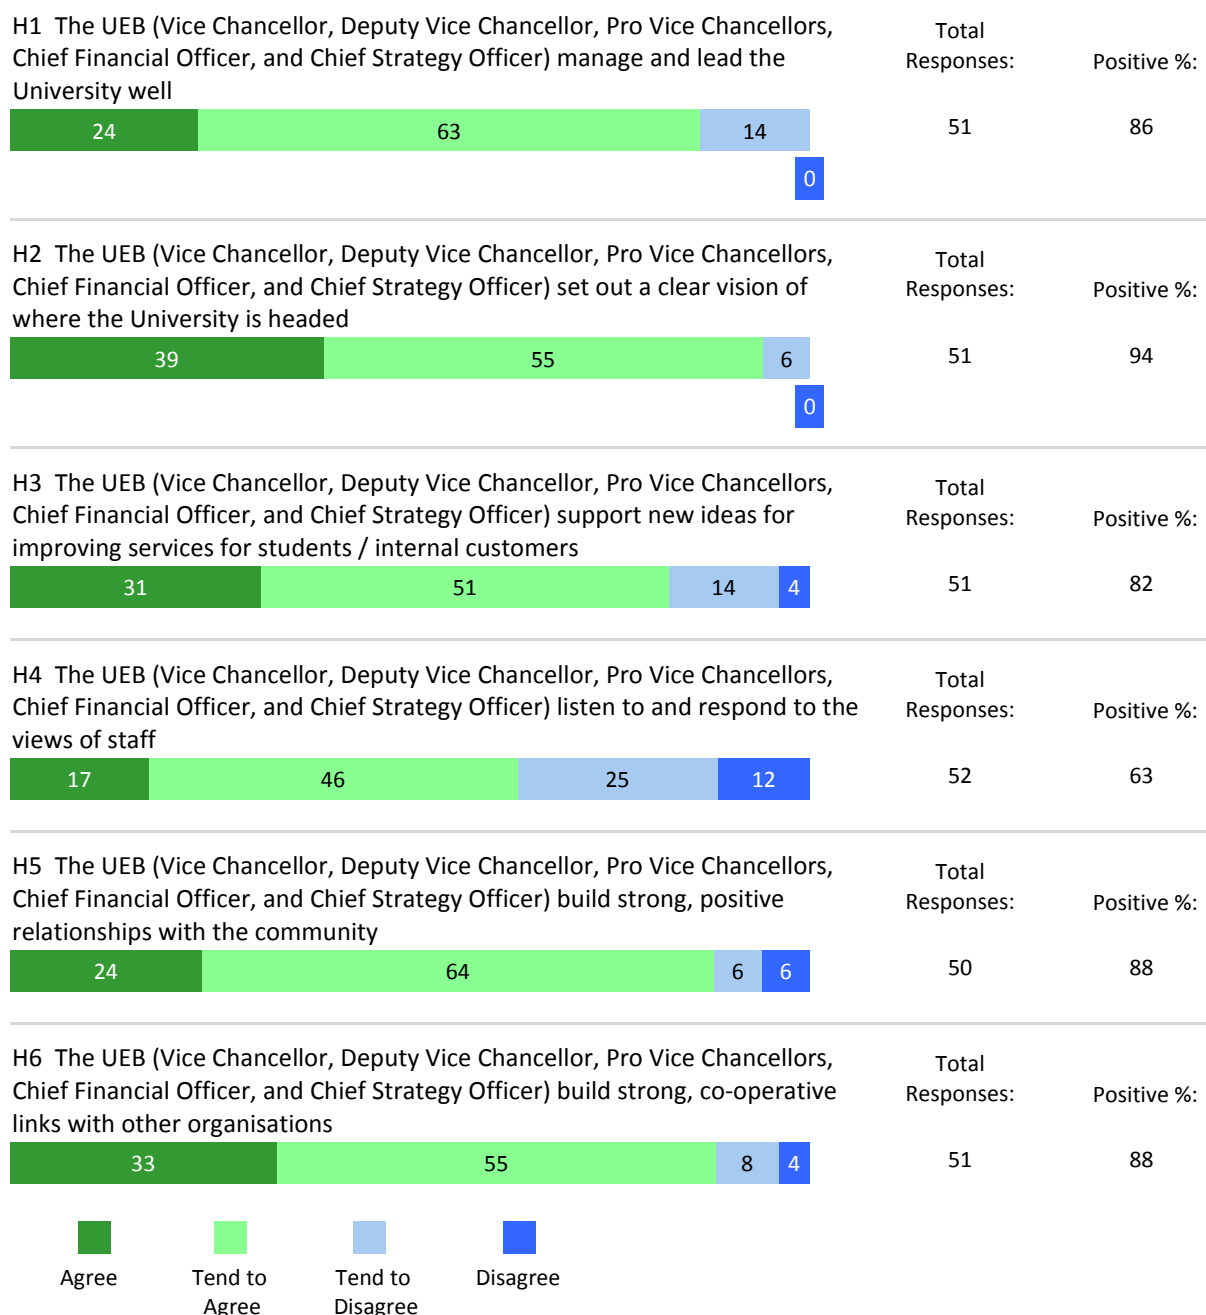 H1 The UEB (Vice Chancellor, Deputy Vice Chancellor, Pro Vice Chancellors,
Chief Financial Officer, and Chief Strategy Officer) manage and lead the
University well
Total
Responses:
Positive %:
24 63 14
51
86
0
H2 The UEB (Vice Chancellor, Deputy Vice Chancellor, Pro Vice Chancellors,
Chief Financial Officer, and Chief Strategy Officer) set out a clear vision of
where the University is headed
Total
Responses:
Positive %:
39 55 6
51
94
0
H3 The UEB (Vice Chancellor, Deputy Vice Chancellor, Pro Vice Chancellors,
Chief Financial Officer, and Chief Strategy Officer) support new ideas for
improving services for students / internal customers
Total
Responses:
Positive %:
31 51 14 4
51
82
H4 The UEB (Vice Chancellor, Deputy Vice Chancellor, Pro Vice Chancellors,
Chief Financial Officer, and Chief Strategy Officer) listen to and respond to the
views of staff
Total
Responses:
Positive %:
17 46 25 12
52
63
H5 The UEB (Vice Chancellor, Deputy Vice Chancellor, Pro Vice Chancellors,
Chief Financial Officer, and Chief Strategy Officer) build strong, positive
relationships with the community
Total
Responses:
Positive %:
24 64 6 6
50
88
H6 The UEB (Vice Chancellor, Deputy Vice Chancellor, Pro Vice Chancellors,
Chief Financial Officer, and Chief Strategy Officer) build strong, co-operative
links with other organisations
Total
Responses:
Positive %:
33 55 8 4
51
88
Agree
Tend to
Agree
Tend to
Disagree
Disagree